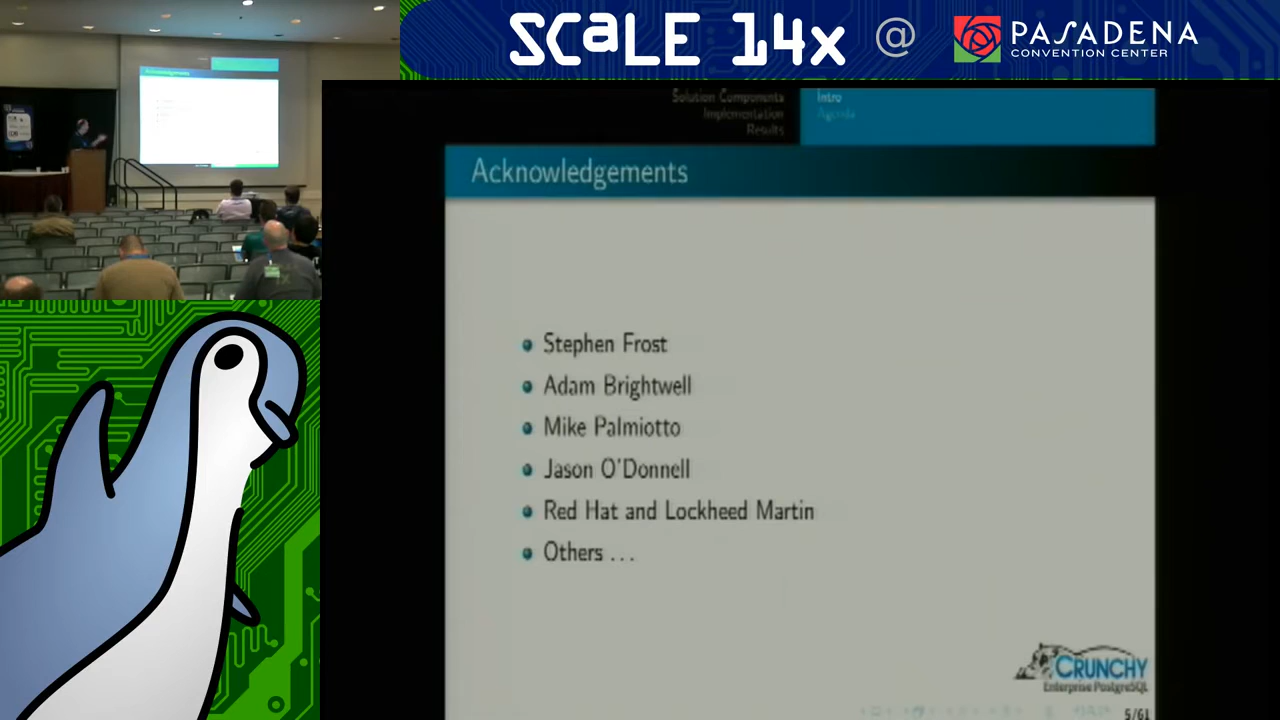 SCaLE 14x @ PASADENA
CONVENTION CENTER
Solution Components
Implementation
Results
Intro
Agenda
Acknowledgements
Stephen Frost
Adam Brightwell
Mike Palmiotto
Jason O'Donnell
Red Hat and Lockheed Martin
Others ...
CRUNCHY
Enterprise PostgreSQL
5/61